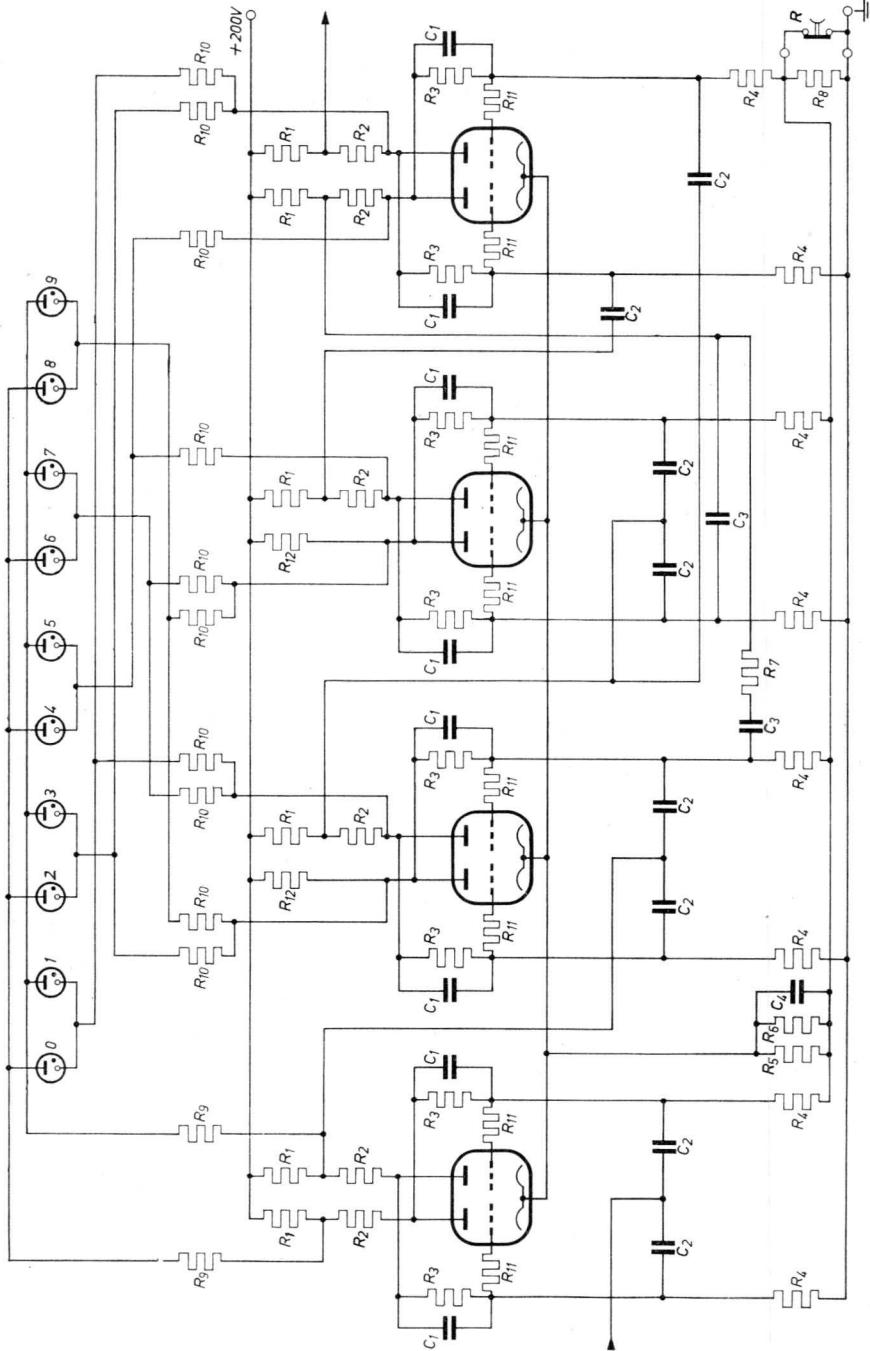 0 1 2 3 4 5 6 7 8 9
R9 R9 R10 R10 R10 R10 R10 R10 R10 R10 R10 R10
+200V
R1 R1 R12 R1 R12 R1 R1 R1
R2 R2 R2 R2 R2 R2
C1 R3 R3 C1 C1 R3 R3 C1 C1 R3 R3 C1 C1 R3 R3 C1
R11 R11 R11 R11 R11 R11 R11 R11
C2 C2 C2 C2 C2 C2 C2 C2
C3 R7 C3
R4 R4 R5 R6 C4 R4 R4 R4 R4 R4 R4
R8 R